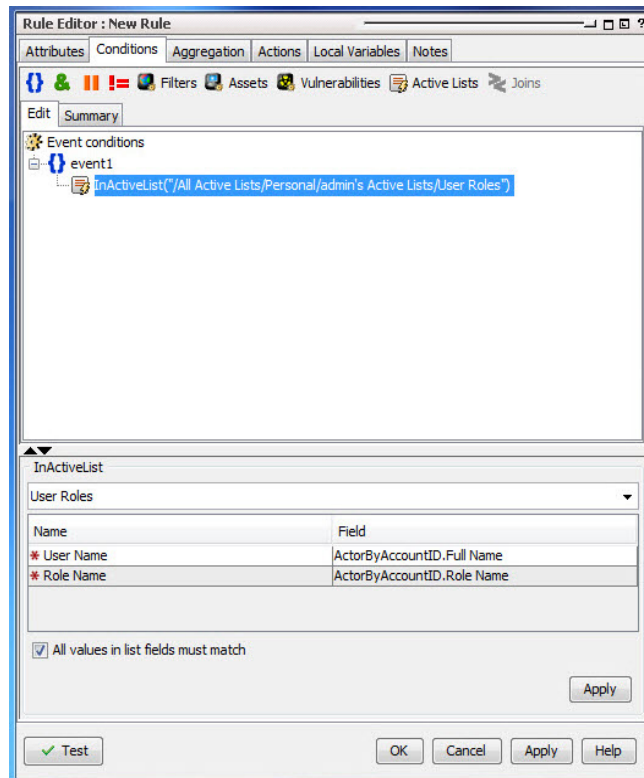 Rule Editor : New Rule
Attributes Conditions Aggregation Actions Local Variables Notes
{} & != Filters Assets Vulnerabilities Active Lists Joins
Edit Summary
Event conditions
{} event1
InActiveList("/All Active Lists/Personal/admin's Active Lists/User Roles")
InActiveList
User Roles
Name Field
* User Name ActorByAccountID.Full Name
* Role Name ActorByAccountID.Role Name
All values in list fields must match
Apply
Test OK Cancel Apply Help